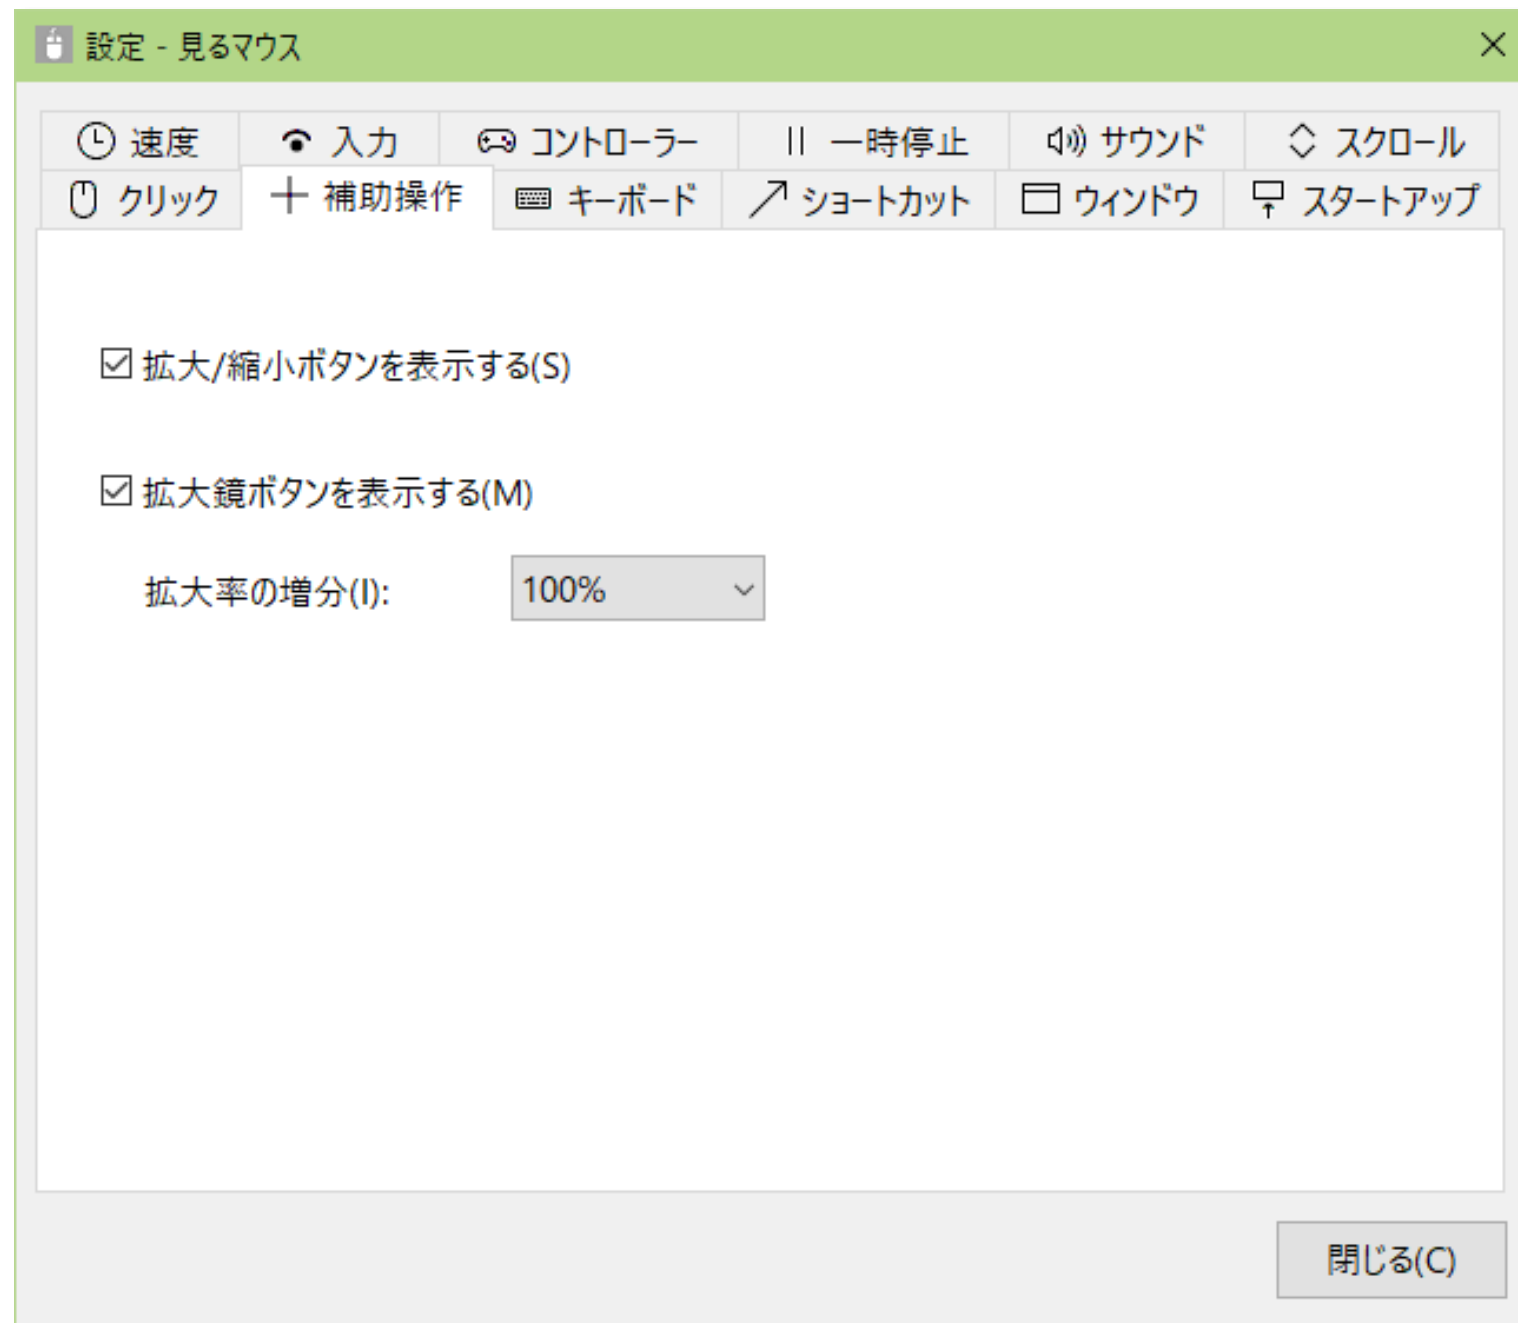 設定 - 見るマウス
速度 入力 コントローラー 一時停止 サウンド スクロール
クリック 補助操作 キーボード ショートカット ウィンドウ スタートアップ
拡大/縮小ボタンを表示する(S)
拡大鏡ボタンを表示する(M)
拡大率の増分(I): 100%
閉じる(C)